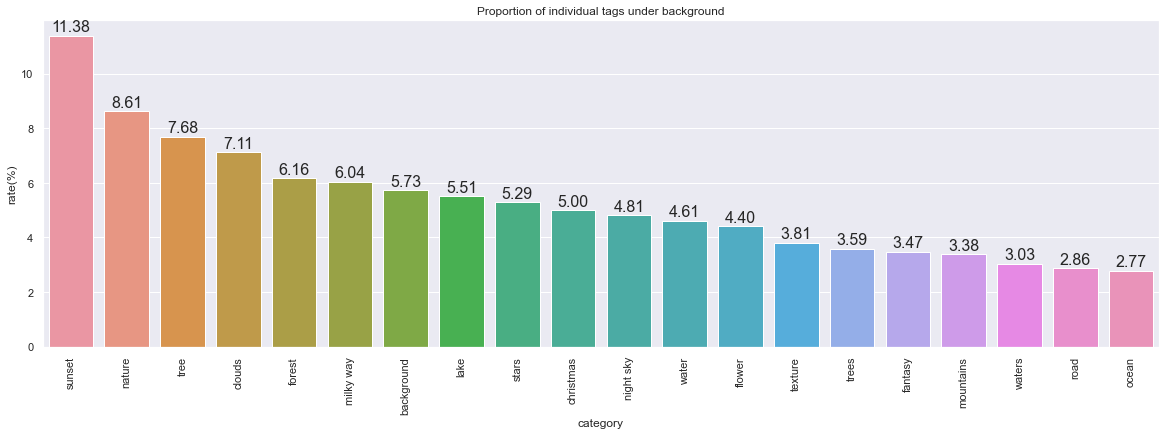 Proportion of individual tags under background
rate(%)
10
8
6
4
2
0
11.38
8.61
7.68
7.11
6.16
6.04
5.73
5.51
5.29
5.00
4.81
4.61
4.40
3.81
3.59
3.47
3.38
3.03
2.86
2.77
sunset
nature
tree
clouds
forest
milky way
background
lake
stars
christmas
night sky
water
flower
texture
trees
fantasy
mountains
waters
road
ocean
category